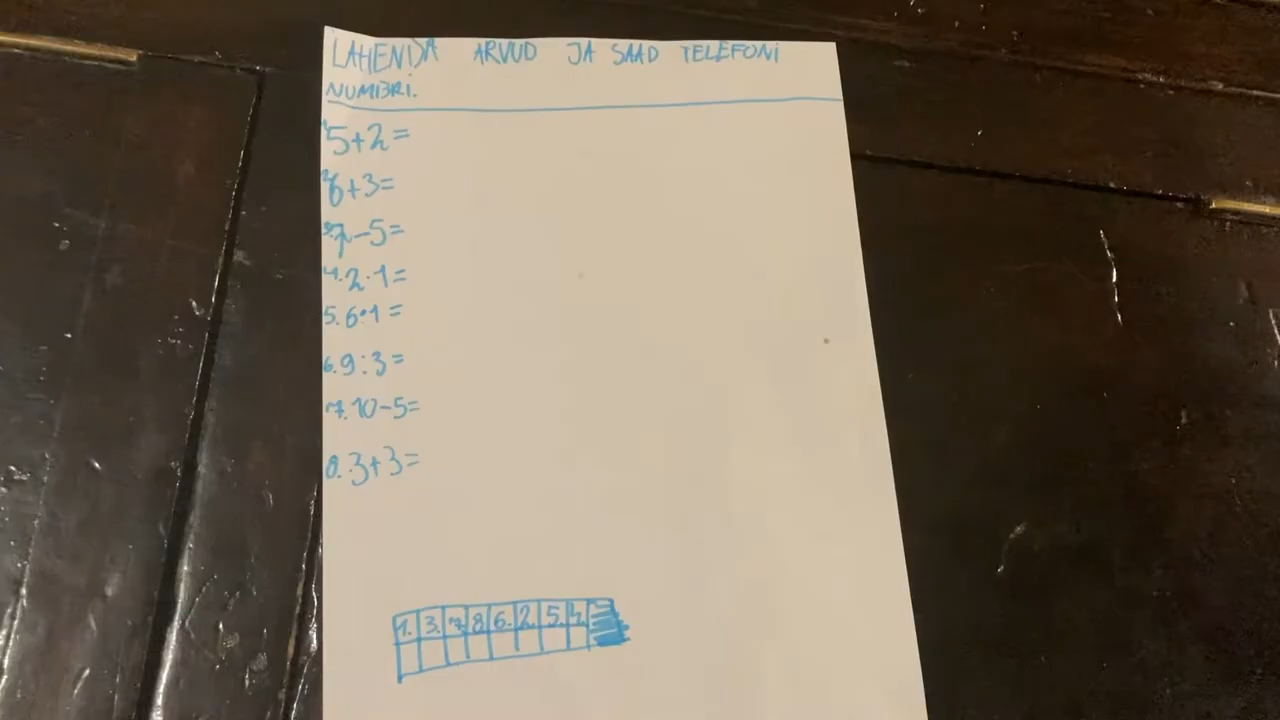 LAHENDA ARVUD JA SAAD TELEFONI
NUMBRI.
1.5+2=
2.6+3=
3.7-5=
4.2·1=
5.6·1=
6.9:3=
7.10-5=
8.3+3=
1. 3. 7. 8. 6. 2. 5. 4.